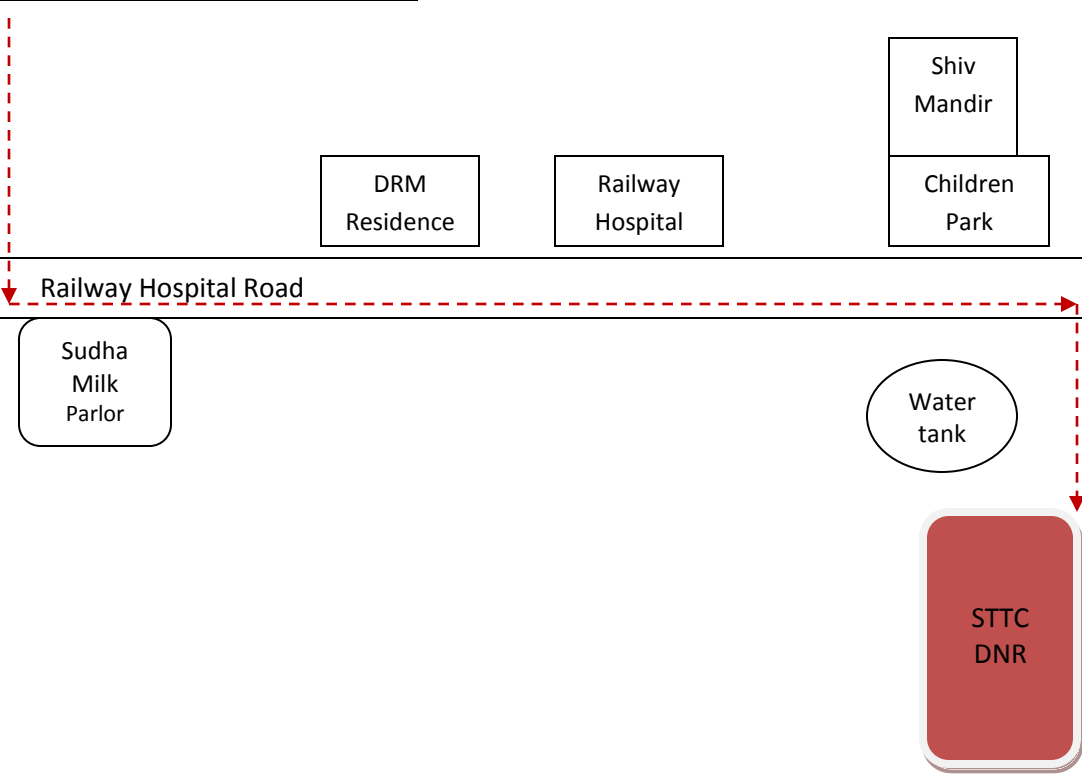 Shiv
Mandir
DRM
Residence
Railway
Hospital
Children
Park
Railway Hospital Road
Sudha
Milk
Parlor
Water
tank
STTC
DNR